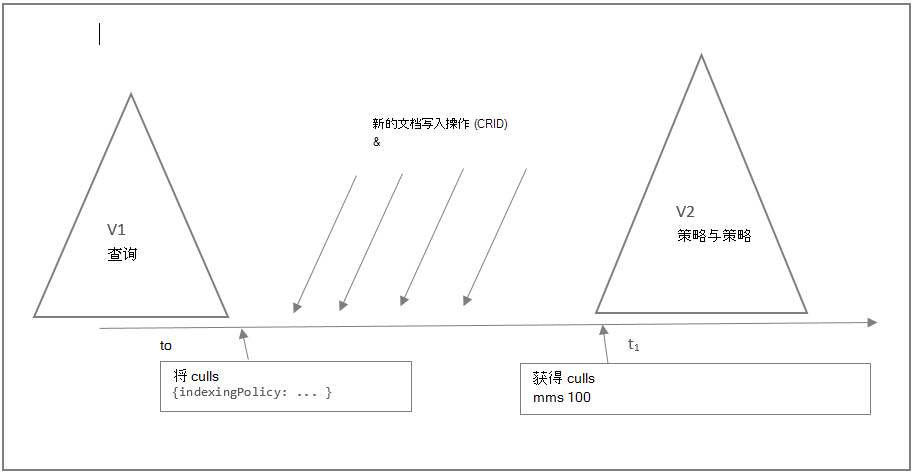 新的文档写入操作 (CRID)
&
V1
查询
V2
策略与策略
to
t₁
将 culls
{indexingPolicy: ... }
获得 culls
mms 100